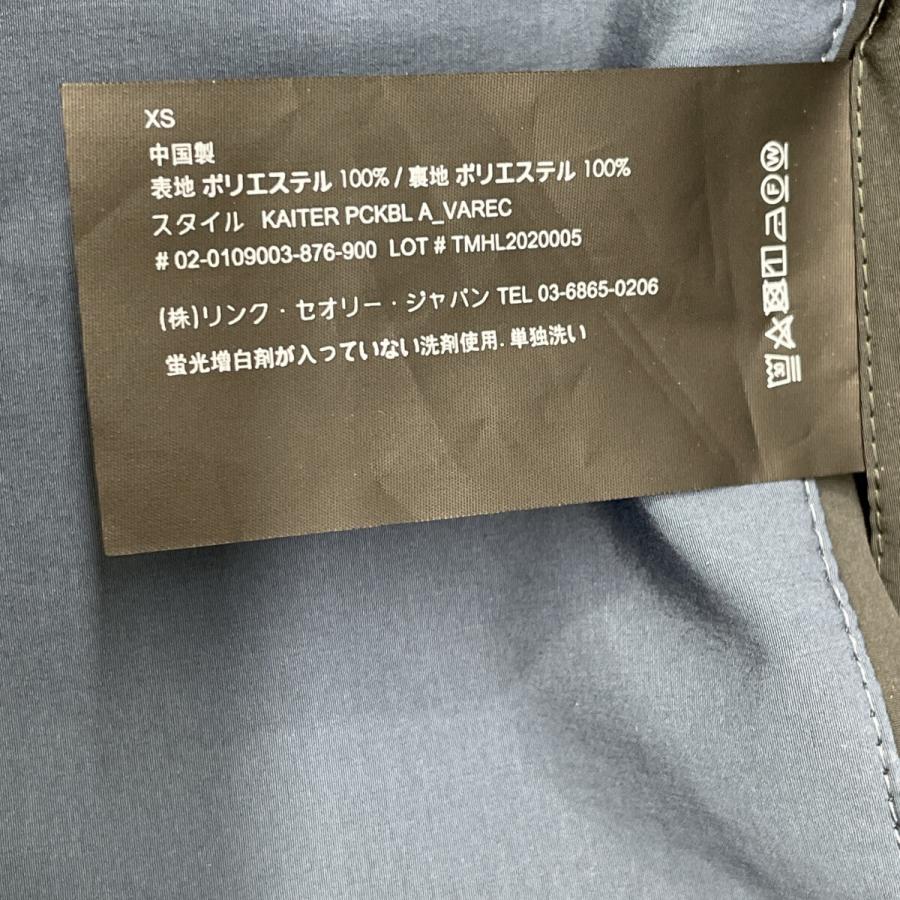 XS
中国製
表地 ポリエステル 100% / 裏地 ポリエステル 100%
スタイル KAITER PCKBL A_VAREC
# 02-0109003-876-900 LOT # TMHL2020005
(株)リンク・セオリー・ジャパン TEL 03-6865-0206
蛍光増白剤が入っていない洗剤使用. 単独洗い
30
F
W